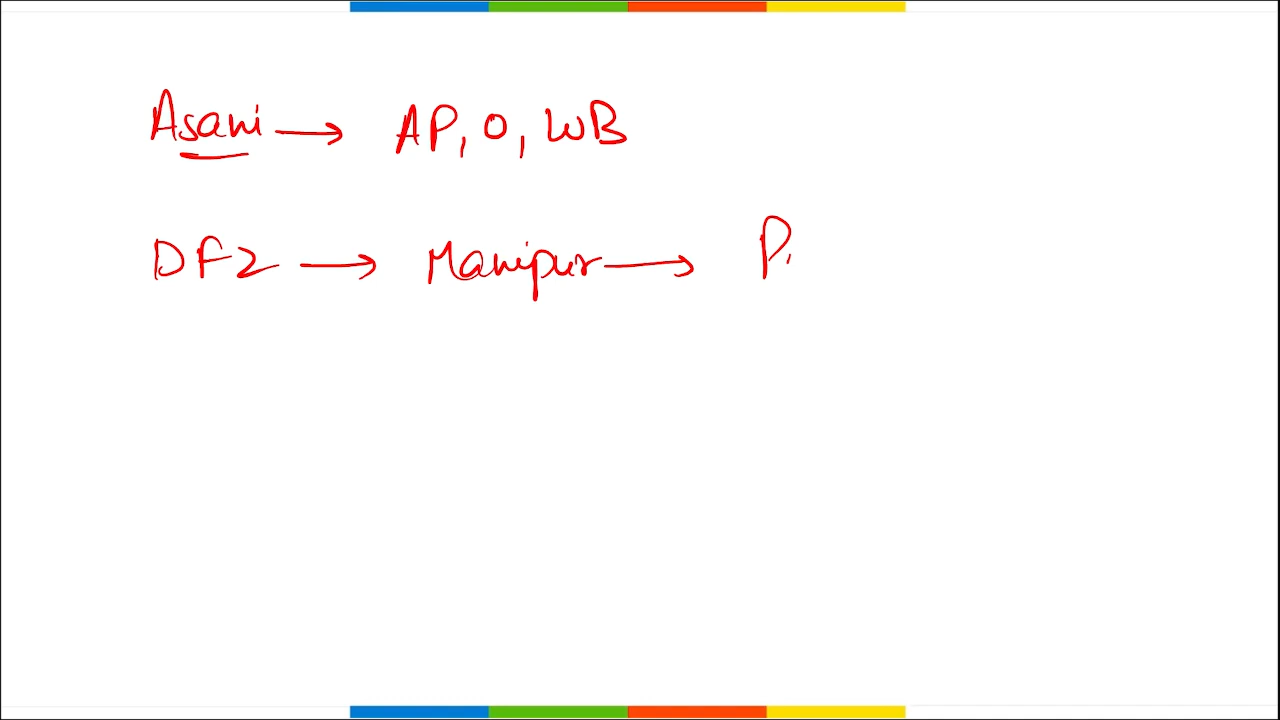 Asani → AP, O, WB
DFZ → Manipur → P.